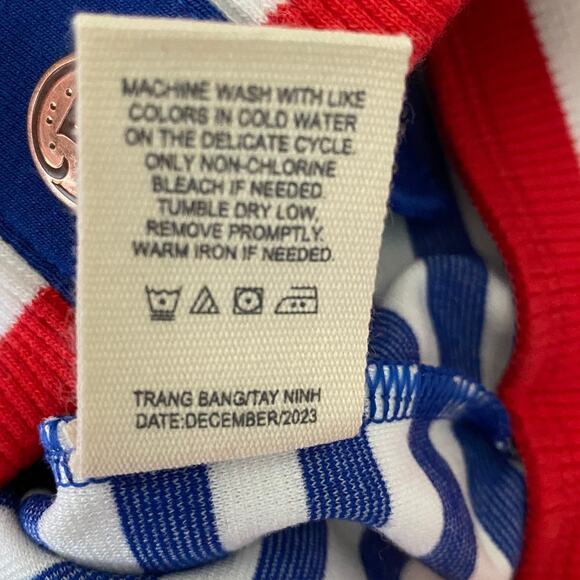 MACHINE WASH WITH LIKE
COLORS IN COLD WATER
ON THE DELICATE CYCLE.
ONLY NON-CHLORINE
BLEACH IF NEEDED.
TUMBLE DRY LOW,
REMOVE PROMPTLY.
WARM IRON IF NEEDED.
TRANG BANG/TAY NINH
DATE:DECEMBER/2023